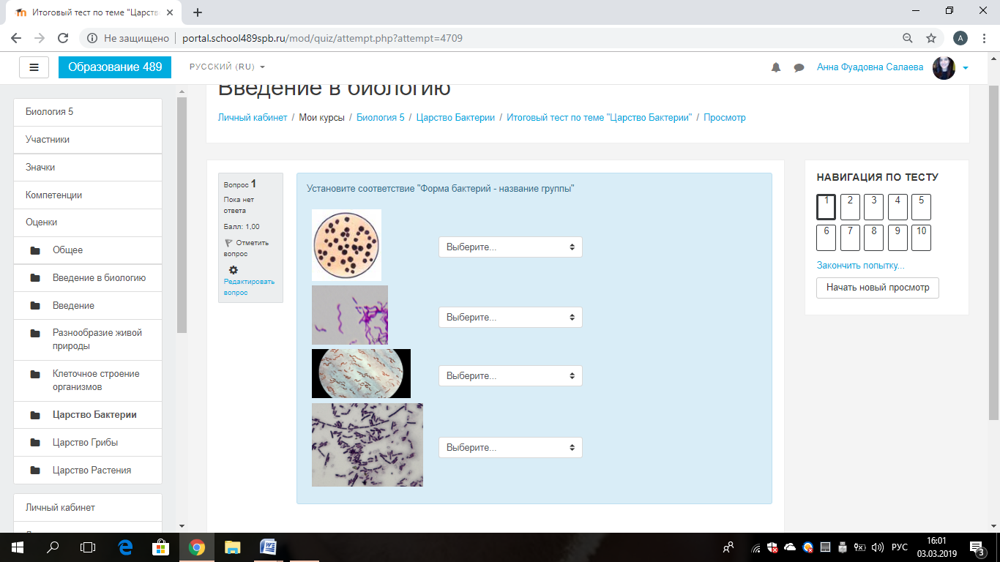 Итоговый тест по теме "Царств
Не защищено
portal.school489spb.ru/mod/quiz/attempt.php?attempt=4709
A
Образование 489
РУССКИЙ (RU)
Анна Фуадовна Салаева
Введение в биологию
Личный кабинет / Мои курсы / Биология 5 / Царство Бактерии / Итоговый тест по теме "Царство Бактерии" / Просмотр
Биология 5
Участники
Значки
Компетенции
Оценки
Общее
Введение в биологию
Введение
Разнообразие живой
природы
Клеточное строение
организмов
Царство Бактерии
Царство Грибы
Царство Растения
Личный кабинет
Вопрос 1
Пока нет
ответа
Балл: 1,00
Отметить
вопрос
Редактировать
вопрос
Установите соответствие "Форма бактерий - название группы"
Выберите...
Выберите...
Выберите...
Выберите...
НАВИГАЦИЯ ПО ТЕСТУ
1 2 3 4 5
6 7 8 9 10
Закончить попытку...
Начать новый просмотр
РУС
16:01
03.03.2019
3